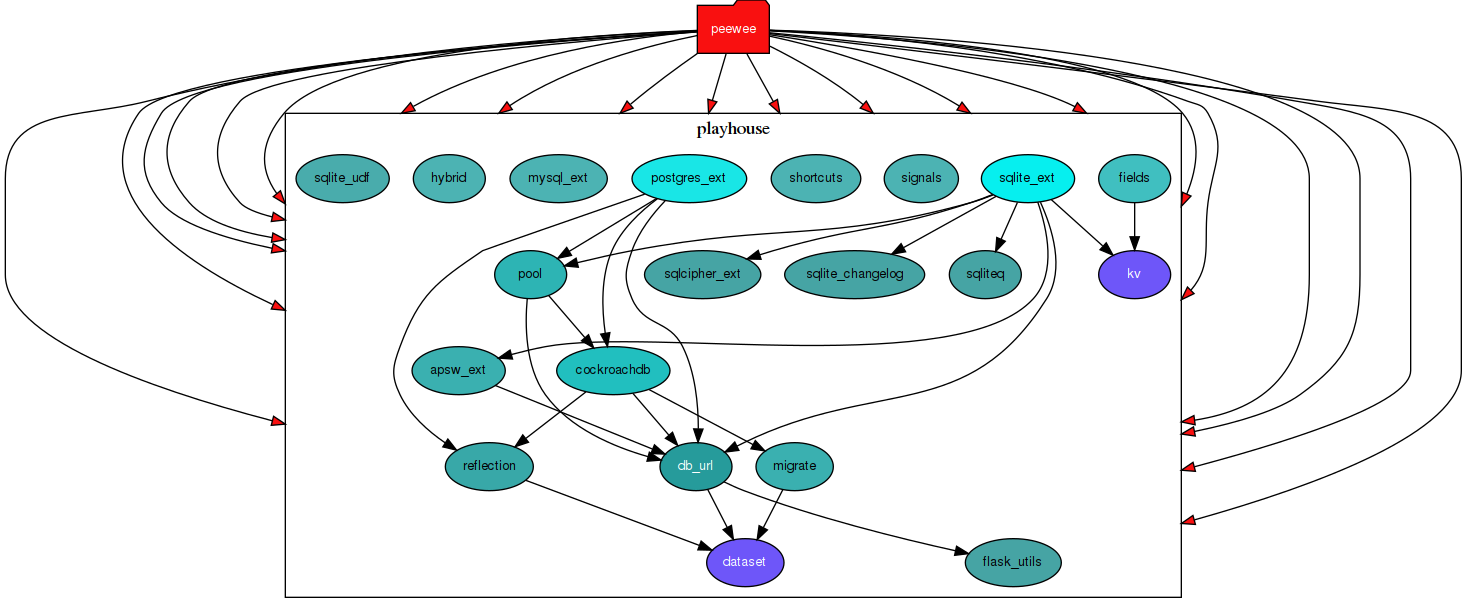 peewee
playhouse
sqlite_udf
hybrid
mysql_ext
postgres_ext
shortcuts
signals
sqlite_ext
fields
pool
sqlcipher_ext
sqlite_changelog
sqliteq
kv
apsw_ext
cockroachdb
reflection
db_url
migrate
dataset
flask_utils